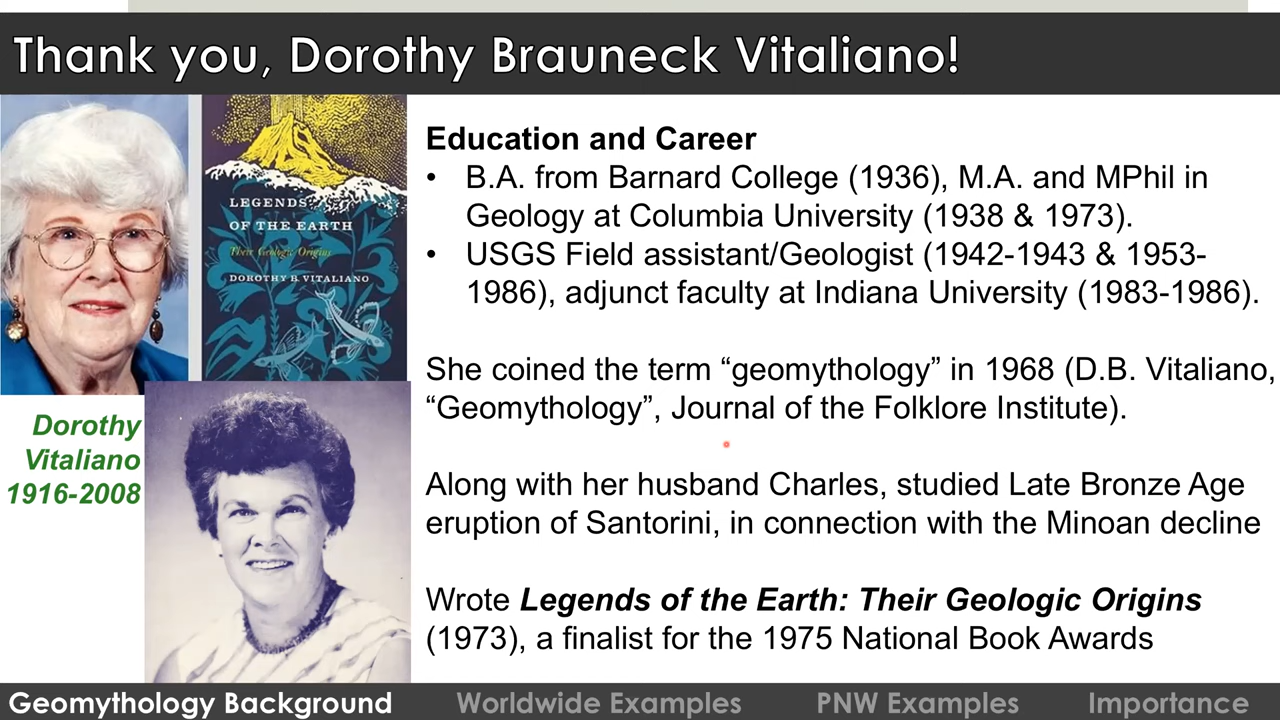 Thank you, Dorothy Brauneck Vitaliano!
LEGENDS
OF THE EARTH
Their Geologic Origins
DOROTHY B. VITALIANO
Dorothy
Vitaliano
1916-2008
Education and Career
• B.A. from Barnard College (1936), M.A. and MPhil in
Geology at Columbia University (1938 & 1973).
• USGS Field assistant/Geologist (1942-1943 & 1953-
1986), adjunct faculty at Indiana University (1983-1986).
She coined the term “geomythology” in 1968 (D.B. Vitaliano,
“Geomythology”, Journal of the Folklore Institute).
Along with her husband Charles, studied Late Bronze Age
eruption of Santorini, in connection with the Minoan decline
Wrote Legends of the Earth: Their Geologic Origins
(1973), a finalist for the 1975 National Book Awards
Geomythology Background Worldwide Examples PNW Examples Importance